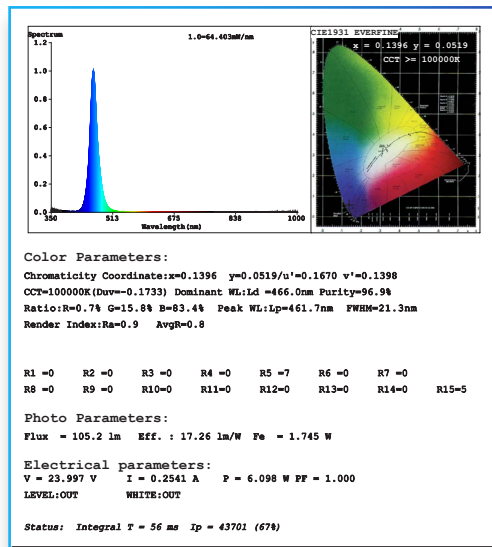 Spectrum
1.0=64.403mW/nm
1.2
1.0
0.8
0.6
0.4
0.2
0.0
350 513 675 838 1000
Wavelength(nm)
CIE1931 EVERFINE
x = 0.1396 y = 0.0519
CCT >= 100000K
Color Parameters:
Chromaticity Coordinate:x=0.1396 y=0.0519/u'=0.1670 v'=0.1398
CCT=100000K(Duv=-0.1733) Dominant WL:Ld =466.0nm Purity=96.9%
Ratio:R=0.7% G=15.8% B=83.4% Peak WL:Lp=461.7nm FWHM=21.3nm
Render Index:Ra=0.9 AvgR=0.8
R1 =0 R2 =0 R3 =0 R4 =0 R5 =7 R6 =0 R7 =0
R8 =0 R9 =0 R10=0 R11=0 R12=0 R13=0 R14=0 R15=5
Photo Parameters:
Flux = 105.2 lm Eff. : 17.26 lm/W Fe = 1.745 W
Electrical parameters:
V = 23.997 V I = 0.2541 A P = 6.098 W PF = 1.000
LEVEL:OUT WHITE:OUT
Status: Integral T = 56 ms Ip = 43701 (67%)